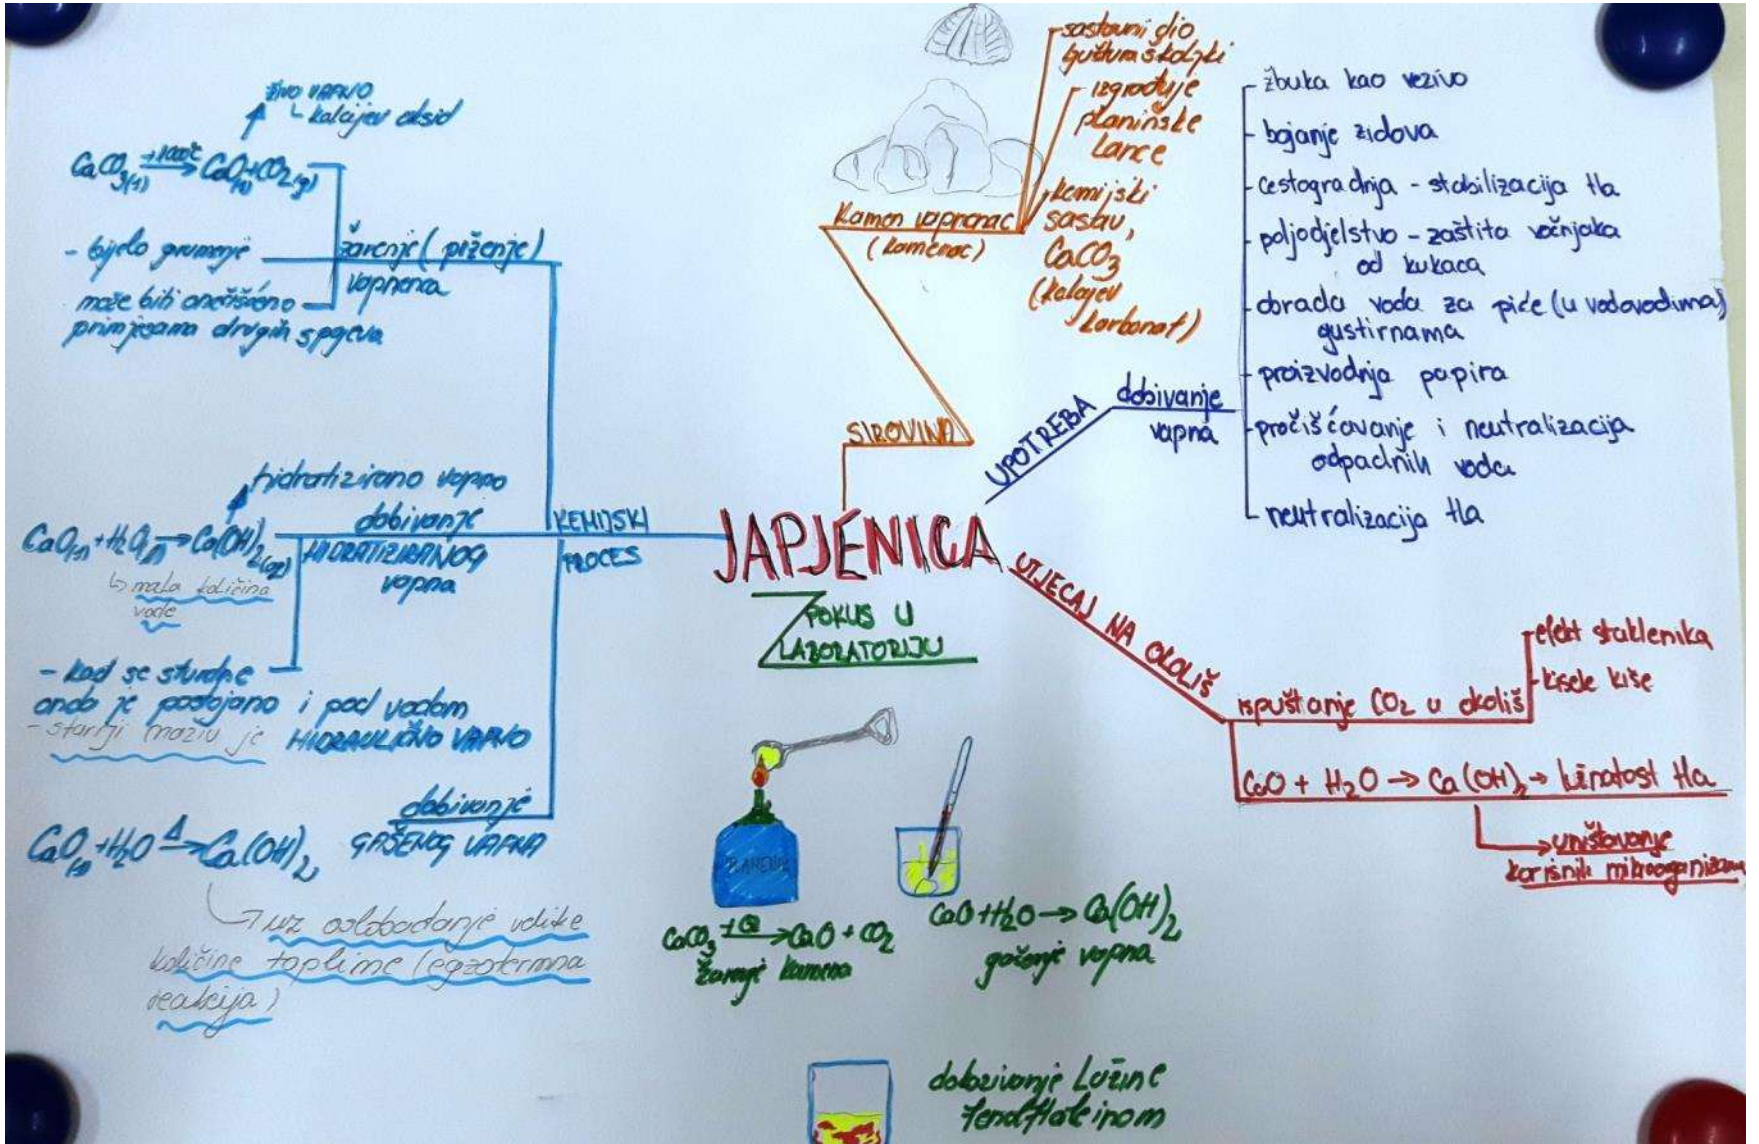 JAPJENICA
SIROVINA
Kamen vapnenac
(kamenac)
sastavni dio
ljuštura školjki
izgrađuje
planinske
lance
kemijski
sastav,
CaCO₃
(kalcijev
karbonat)
UPOTREBA
dobivanje
vapna
žbuka kao vezivo
bojanje zidova
cestogradnja - stabilizacija tla
poljodjelstvo - zaštita voćnjaka
od kukaca
obrada voda za piće (u vodovodima)
gustirnama
proizvodnja papira
pročišćavanje i neutralizacija
otpadnih voda
neutralizacija tla
UTJECAJ NA OKOLIŠ
ispuštanje CO₂ u okoliš
efekt staklenika
kisele kiše
CaO + H₂O → Ca(OH)₂ → lužnatost tla
uništavanje
korisnih mikroorganizama
POKUS U
LABORATORIJU
PLAMENIK
CaCO₃ → CaO + CO₂
žarenje kamena
CaO + H₂O → Ca(OH)₂
gašenje vapna
dokazivanje lužine
fenolftaleinom
KEMIJSKI
PROCES
žarenje (prženje)
vapnenca
živo vapno
kalcijev oksid
CaCO₃(s) +1000°C→ CaO(s)+CO₂(g)
- bijelo grumenje
može biti onečišćeno
primjesama drugih spojeva
dobivanje
HIDRATIZIRANOG
vapna
hidratizirano vapno
CaO(s) + H₂O(l) → Ca(OH)₂(aq)
↳ mala količina
vode
- kad se stvrdne
onda je postojano i pod vodom
- stariji naziv je HIDRAULIČNO VAPNO
dobivanje
GAŠENOG VAPNA
CaO(s) + H₂O Δ→ Ca(OH)₂
uz oslobađanje velike
količine topline (egzotermna
reakcija)